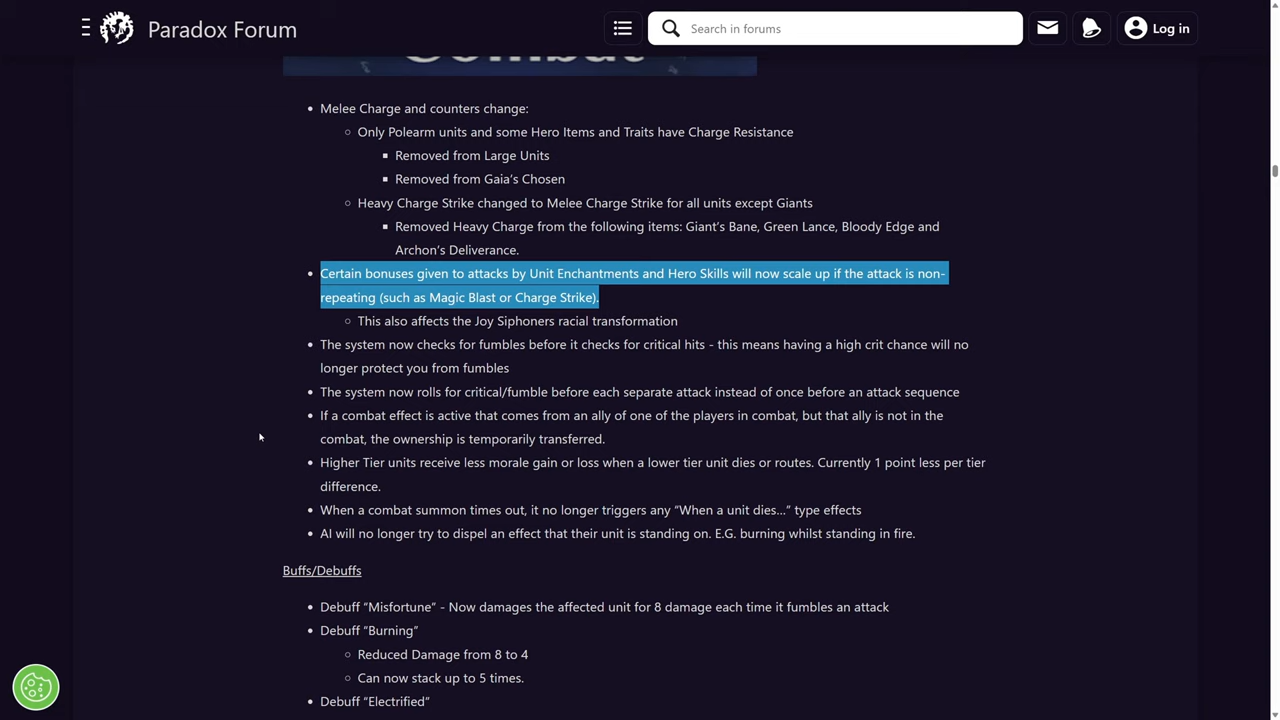 Paradox Forum
Search in forums
Log in
Combat
Melee Charge and counters change:
Only Polearm units and some Hero Items and Traits have Charge Resistance
Removed from Large Units
Removed from Gaia’s Chosen
Heavy Charge Strike changed to Melee Charge Strike for all units except Giants
Removed Heavy Charge from the following items: Giant’s Bane, Green Lance, Bloody Edge and
Archon’s Deliverance.
Certain bonuses given to attacks by Unit Enchantments and Hero Skills will now scale up if the attack is non-
repeating (such as Magic Blast or Charge Strike).
This also affects the Joy Siphoners racial transformation
The system now checks for fumbles before it checks for critical hits - this means having a high crit chance will no
longer protect you from fumbles
The system now rolls for critical/fumble before each separate attack instead of once before an attack sequence
If a combat effect is active that comes from an ally of one of the players in combat, but that ally is not in the
combat, the ownership is temporarily transferred.
Higher Tier units receive less morale gain or loss when a lower tier unit dies or routes. Currently 1 point less per tier
difference.
When a combat summon times out, it no longer triggers any “When a unit dies...” type effects
AI will no longer try to dispel an effect that their unit is standing on. E.G. burning whilst standing in fire.
Buffs/Debuffs
Debuff “Misfortune” - Now damages the affected unit for 8 damage each time it fumbles an attack
Debuff “Burning”
Reduced Damage from 8 to 4
Can now stack up to 5 times.
Debuff “Electrified”